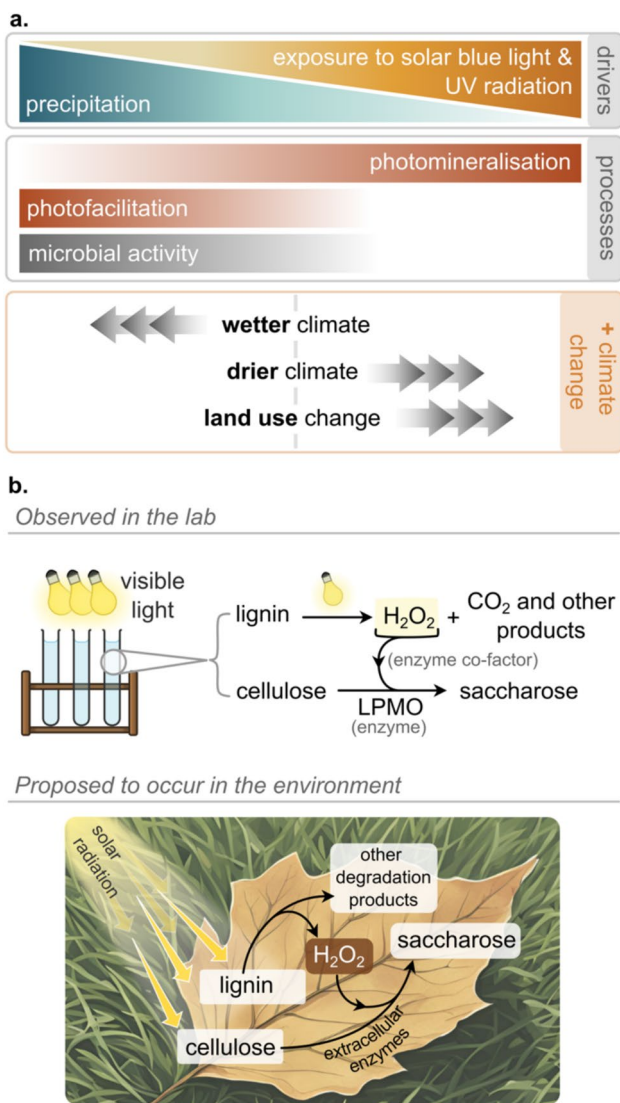 a.
exposure to solar blue light &
UV radiation
precipitation
drivers
photomineralisation
photofacilitation
microbial activity
processes
wetter climate
drier climate
land use change
+ climate
change
b.
Observed in the lab
visible
light
lignin
H₂O₂
+
CO₂ and other
products
(enzyme co-factor)
cellulose
LPMO
(enzyme)
saccharose
Proposed to occur in the environment
solar
radiation
other
degradation
products
H₂O₂
saccharose
lignin
cellulose
extracellular
enzymes